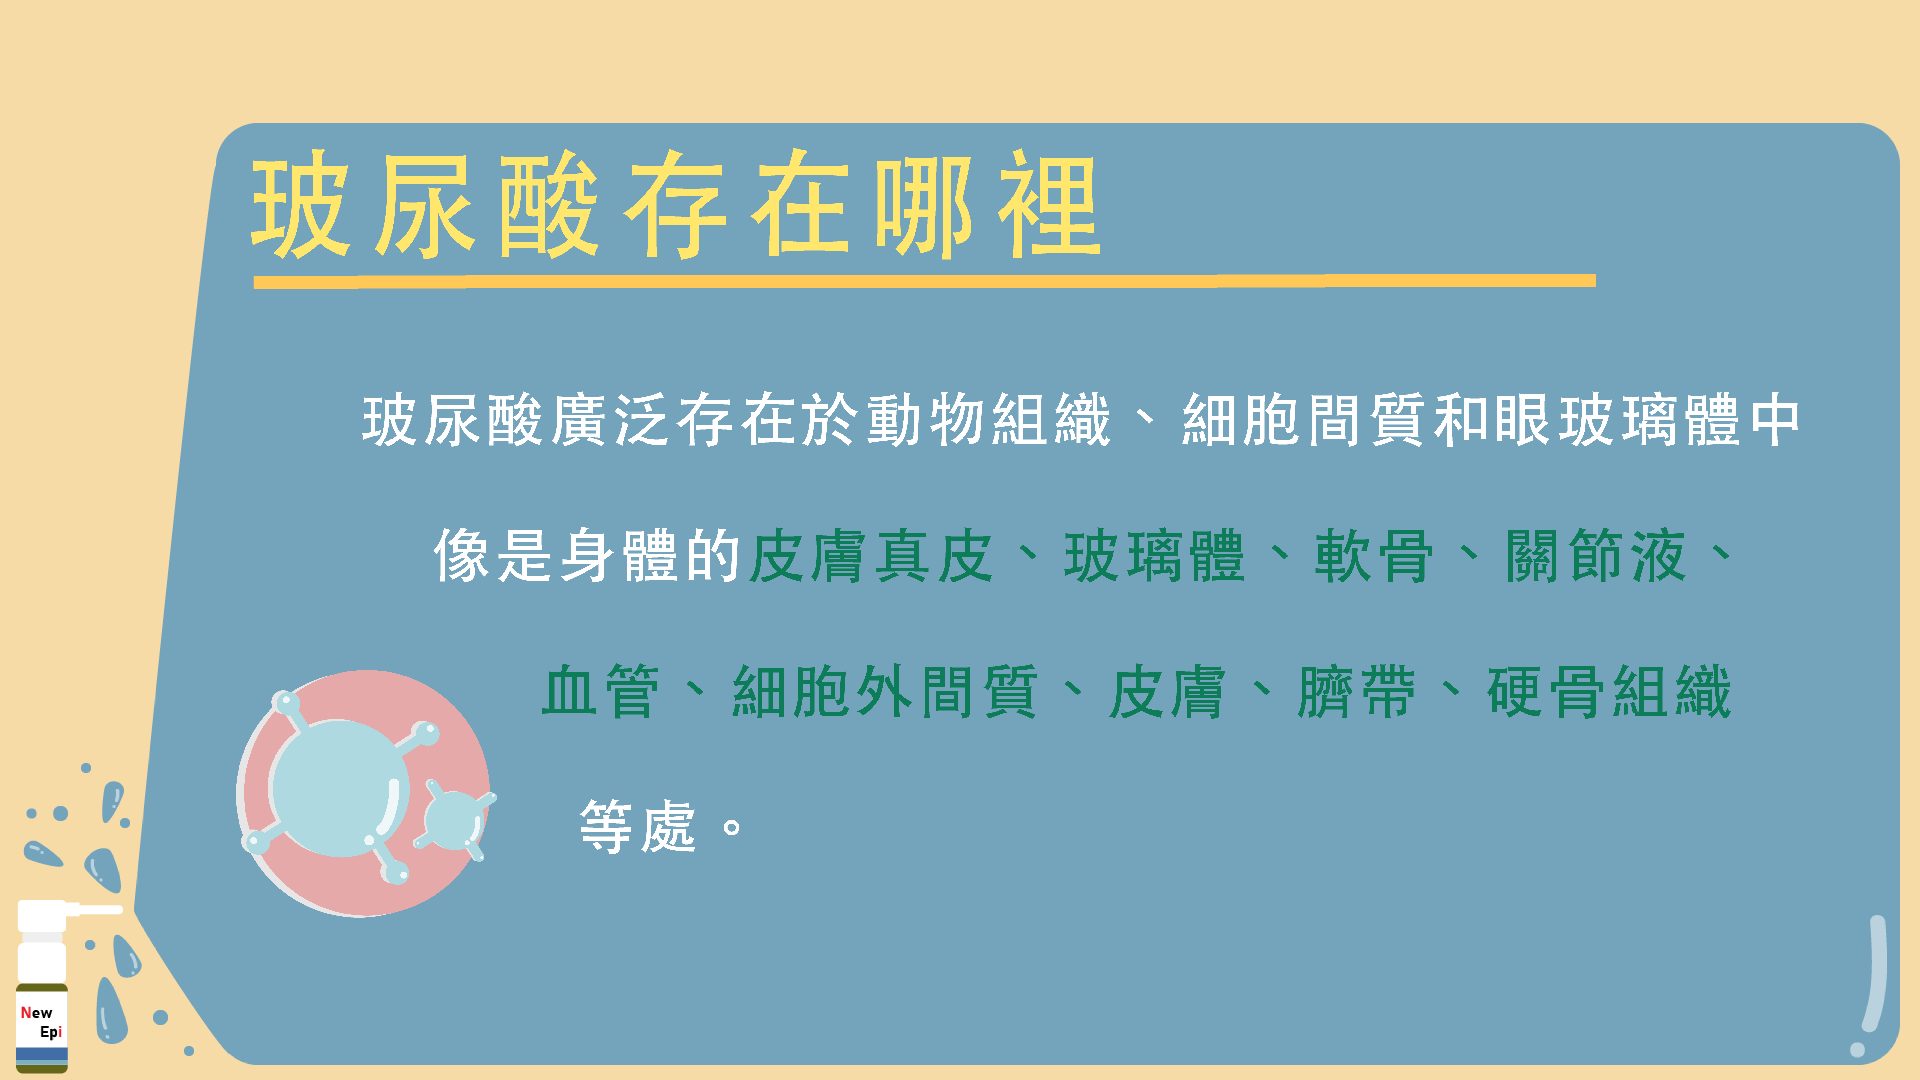 玻尿酸存在哪裡
玻尿酸廣泛存在於動物組織、細胞間質和眼玻璃體中
像是身體的皮膚真皮、玻璃體、軟骨、關節液、
血管、細胞外間質、皮膚、臍帶、硬骨組織
等處。
New
Epi